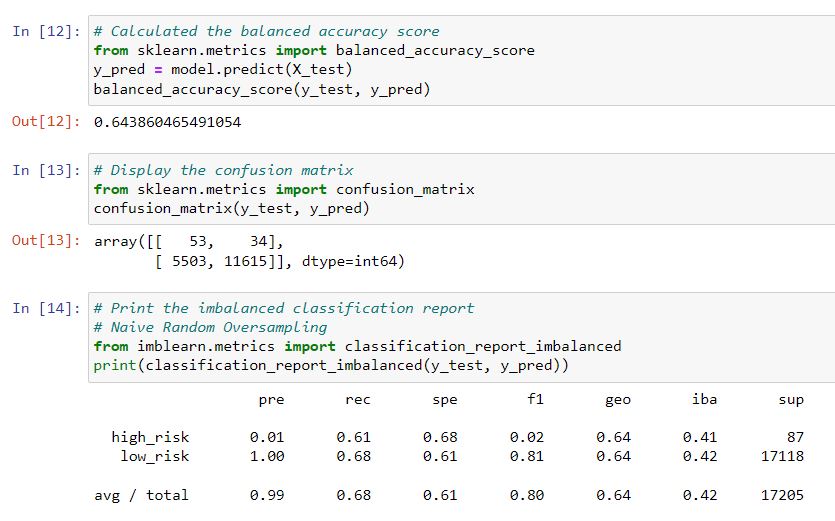 In [12]: # Calculated the balanced accuracy score
from sklearn.metrics import balanced_accuracy_score
y_pred = model.predict(X_test)
balanced_accuracy_score(y_test, y_pred)
Out[12]: 0.643860465491054
In [13]: # Display the confusion matrix
from sklearn.metrics import confusion_matrix
confusion_matrix(y_test, y_pred)
Out[13]: array([[   53,    34],
       [ 5503, 11615]], dtype=int64)
In [14]: # Print the imbalanced classification report
# Naive Random Oversampling
from imblearn.metrics import classification_report_imbalanced
print(classification_report_imbalanced(y_test, y_pred))
pre rec spe f1 geo iba sup
high_risk 0.01 0.61 0.68 0.02 0.64 0.41 87
low_risk 1.00 0.68 0.61 0.81 0.64 0.42 17118
avg / total 0.99 0.68 0.61 0.80 0.64 0.42 17205